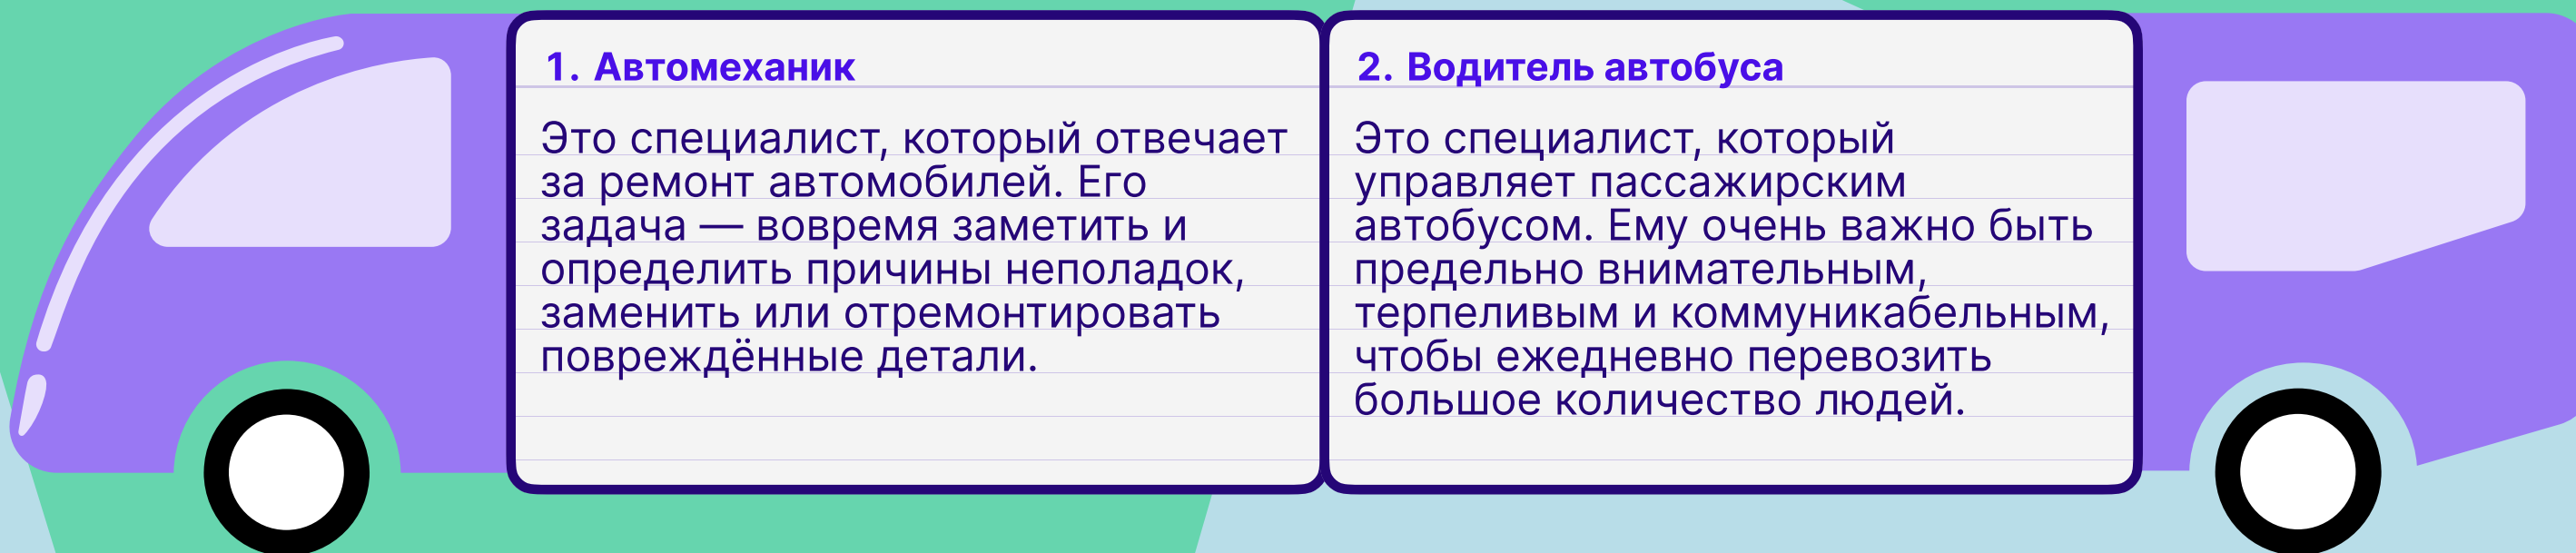 1. Автомеханик
Это специалист, который отвечает
за ремонт автомобилей. Его
задача — вовремя заметить и
определить причины неполадок,
заменить или отремонтировать
повреждённые детали.
2. Водитель автобуса
Это специалист, который
управляет пассажирским
автобусом. Ему очень важно быть
предельно внимательным,
терпеливым и коммуникабельным,
чтобы ежедневно перевозить
большое количество людей.